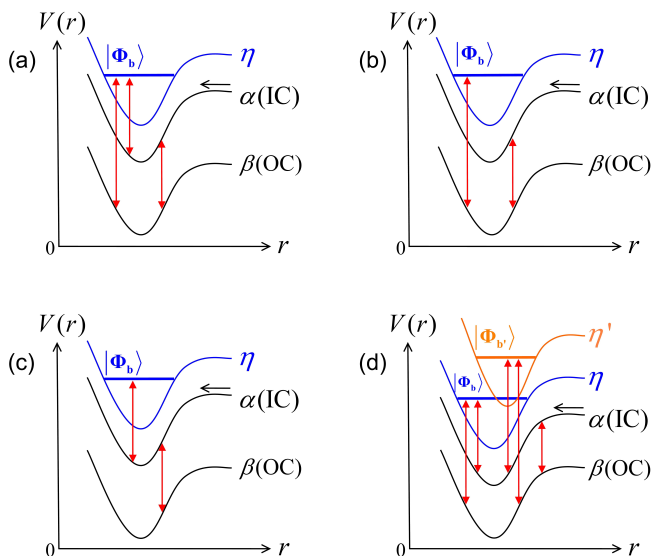 (a)
V(r)
|Φb⟩
η
α(IC)
β(OC)
0
r
(b)
V(r)
|Φb⟩
η
α(IC)
β(OC)
0
r
(c)
V(r)
|Φb⟩
η
α(IC)
β(OC)
0
r
(d)
V(r)
|Φb'⟩
η'
|Φb⟩
η
α(IC)
β(OC)
0
r